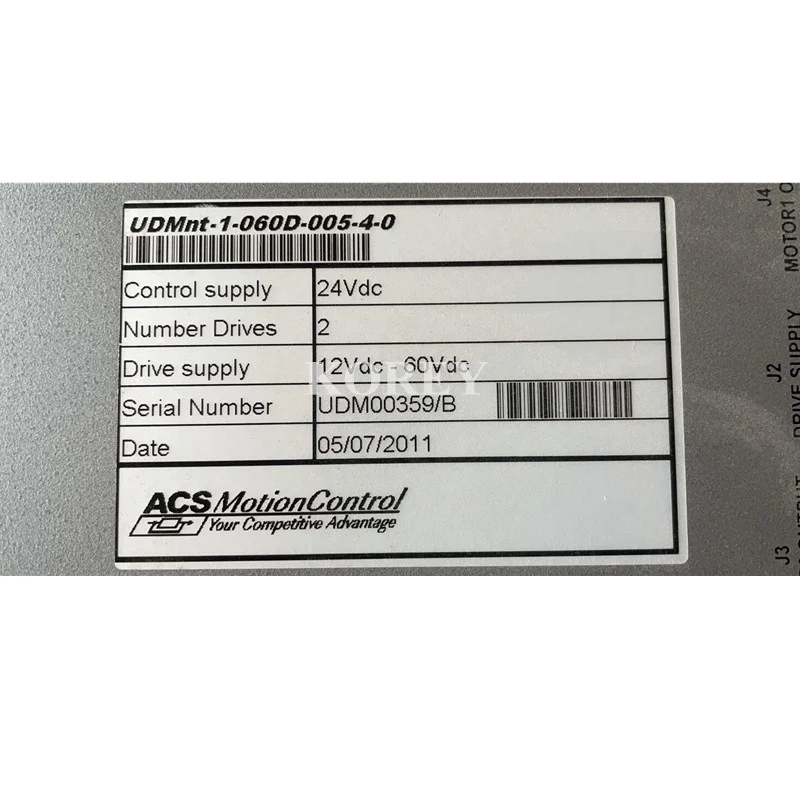 UDMnt-1-060D-005-4-0
Control supply 24Vdc
Number Drives 2
Drive supply 12Vdc - 60Vdc
KOREY
Serial Number UDM00359/B
Date 05/07/2011
ACS MotionControl
Your Competitive Advantage
J4
MOTOR1
J2
DRIVE SUPPLY
J3